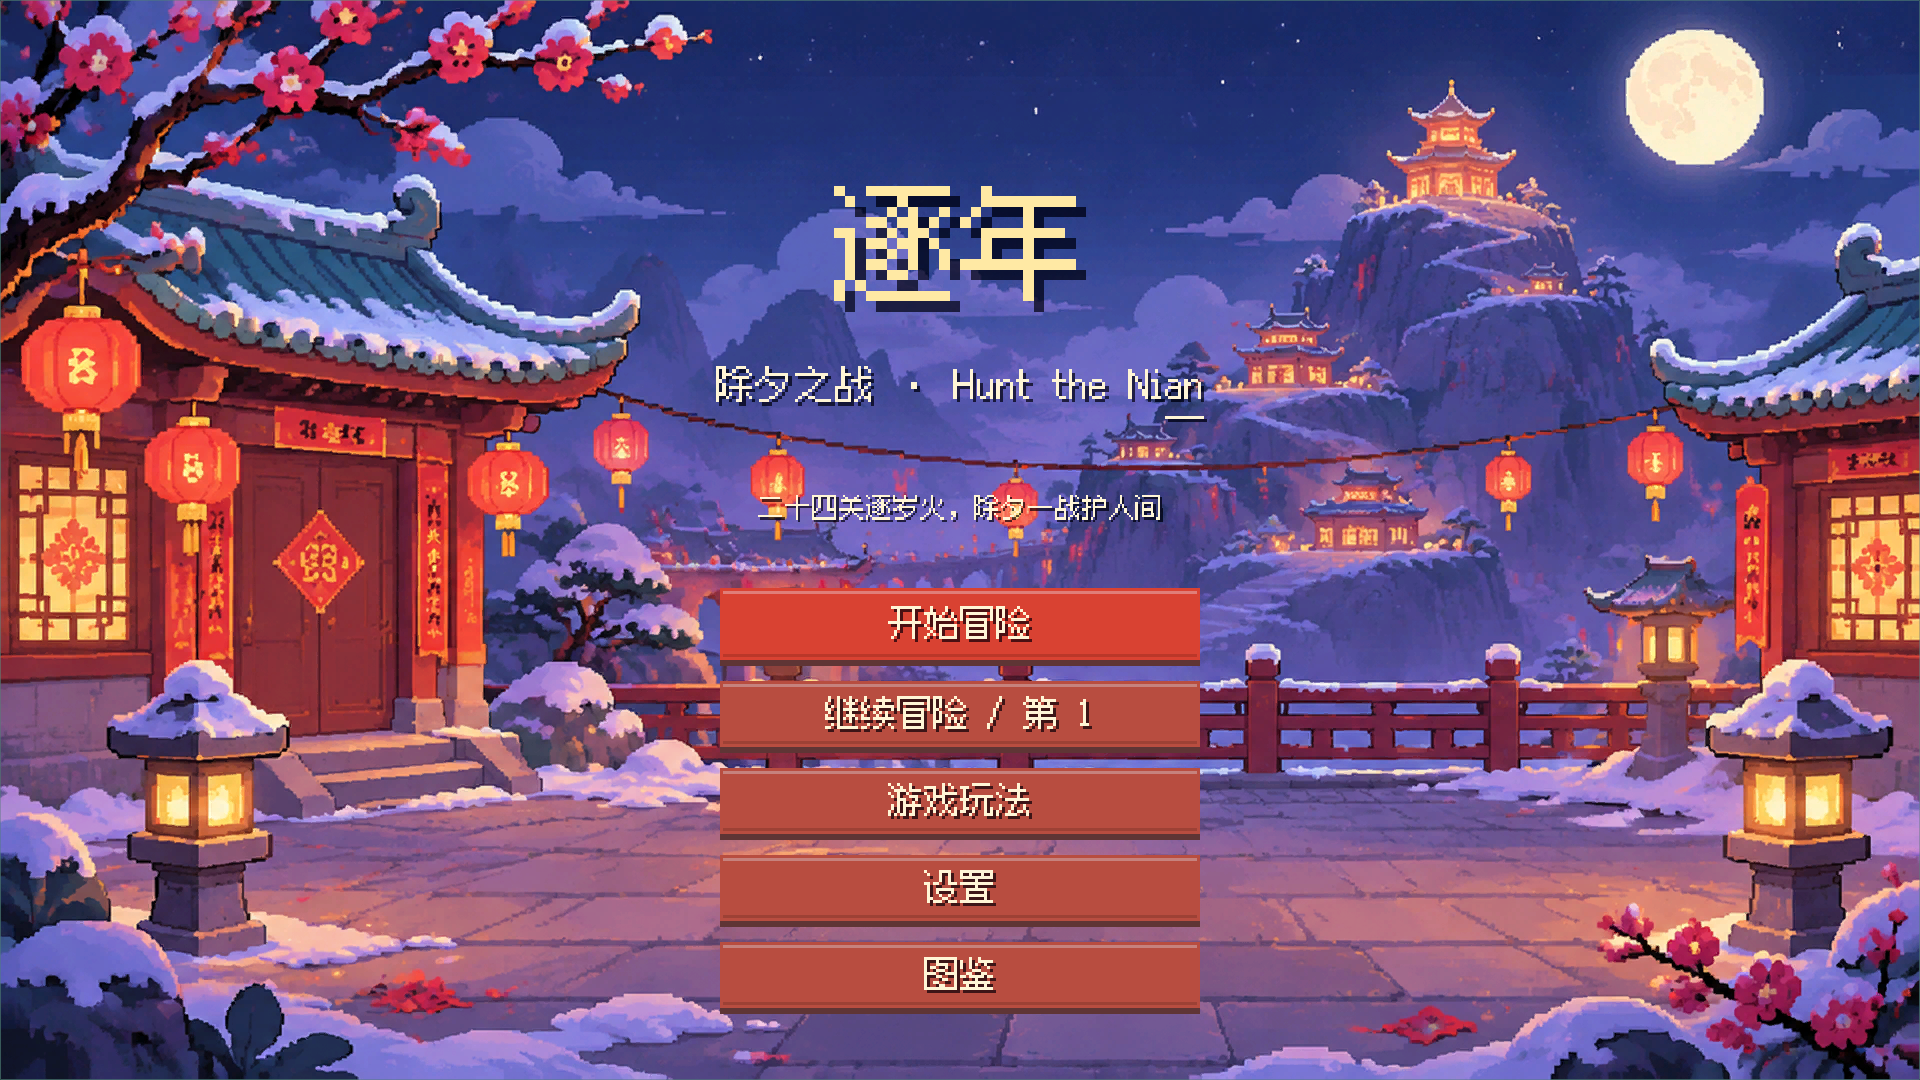 逐年
除夕之战 · Hunt the Nian
二十四关逐岁火，除夕一战护人间
开始冒险
继续冒险 / 第 1
游戏玩法
设置
图鉴